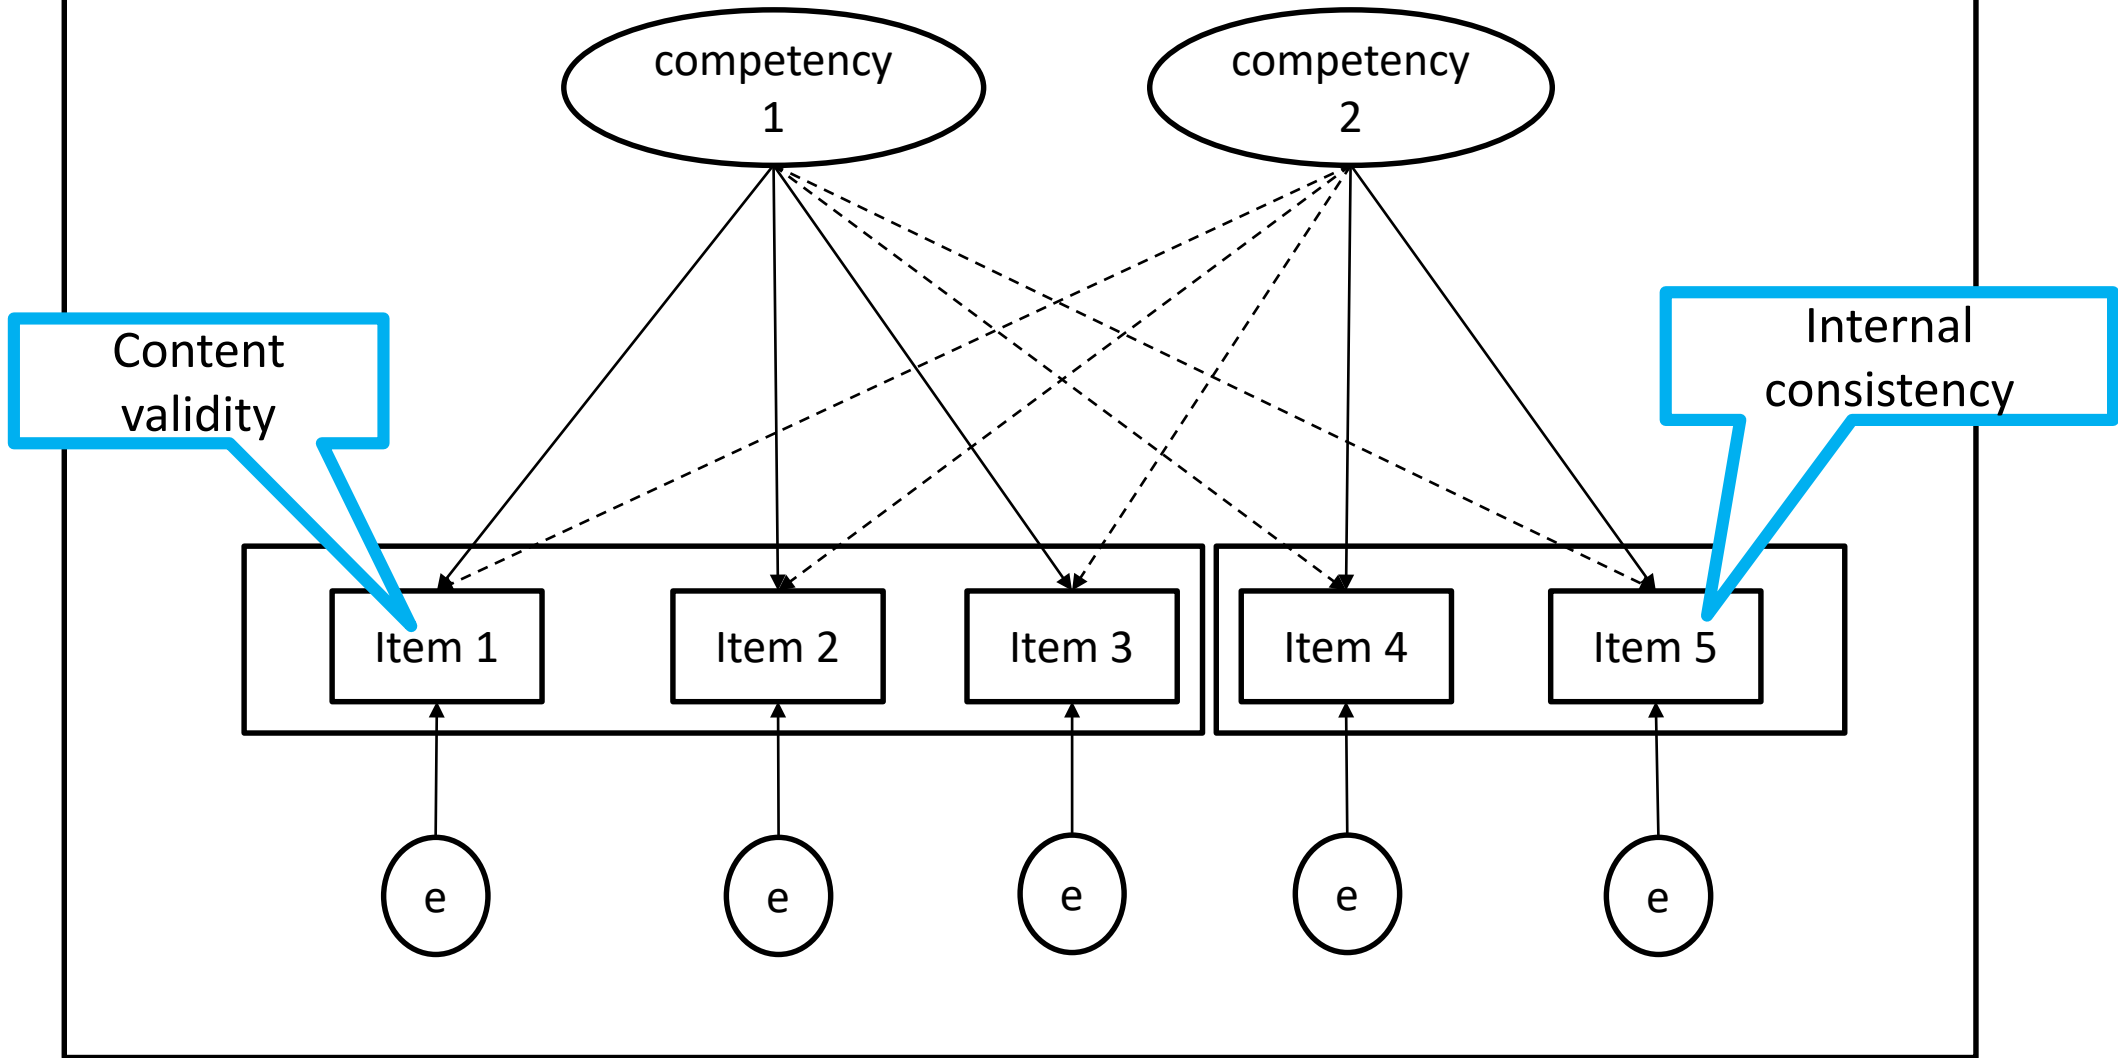 competency
1
competency
2
Content
validity
Internal
consistency
Item 1
Item 2
Item 3
Item 4
Item 5
e
e
e
e
e